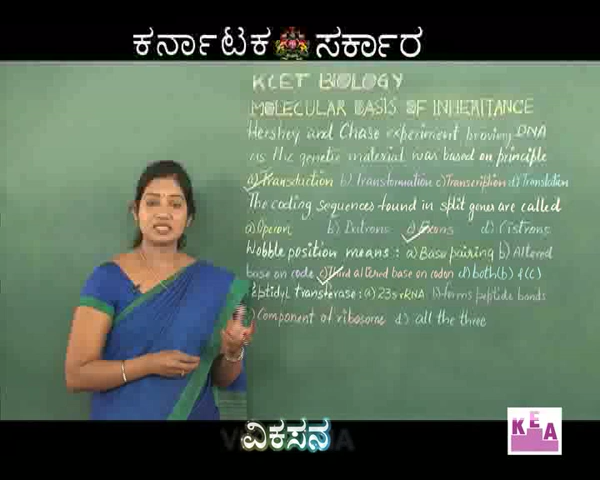 ಕರ್ನಾಟಕ ಸರ್ಕಾರ
KCET BIOLOGY
MOLECULAR BASIS OF INHERITANCE
Hershey and Chase experiment proving DNA
as the genetic material was based on principle
a) Transduction b) Transformation c) Transcription d) Translation
The coding sequences found in split genes are called
a) Operon b) Introns c) Exons d) Cistrons
Wobble position means : a) Base pairing b) Altered
base on code c) Third altered base on codon d) both (b) & (c)
Peptidyl transferase : a) 23s rRNA b) forms peptide bonds
c) Component of ribosome d) all the three
ವಿಕಸನ
KEA